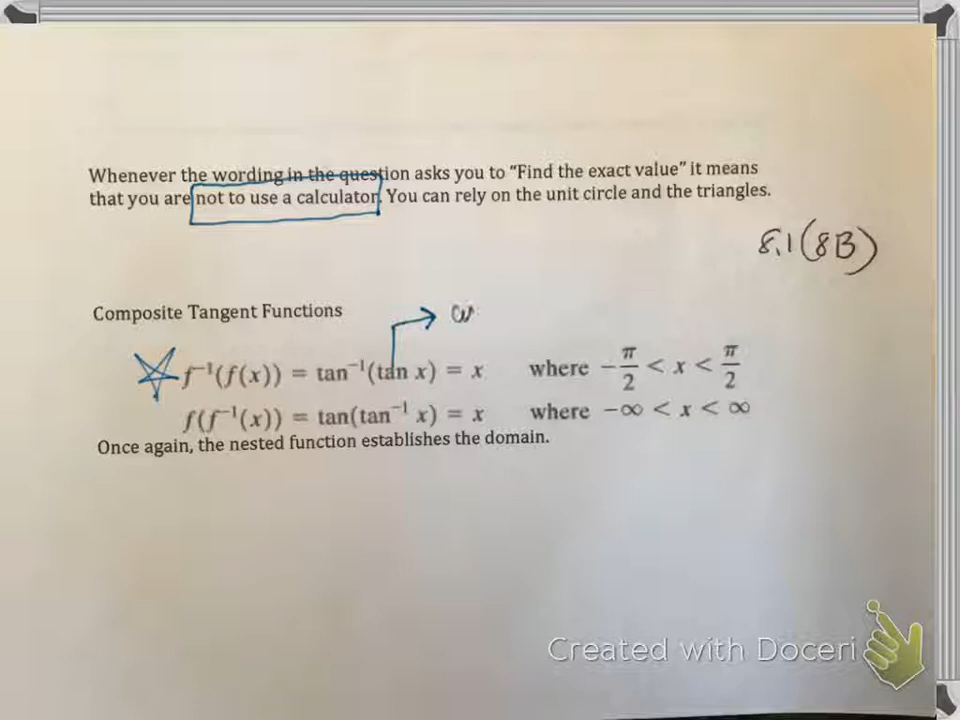 Whenever the wording in the question asks you to “Find the exact value” it means
that you are not to use a calculator. You can rely on the unit circle and the triangles.
8.1(8B)
Composite Tangent Functions
f⁻¹(f(x)) = tan⁻¹(tan x) = x where −π/2 < x < π/2
f(f⁻¹(x)) = tan(tan⁻¹ x) = x where −∞ < x < ∞
Once again, the nested function establishes the domain.
Created with Doceri